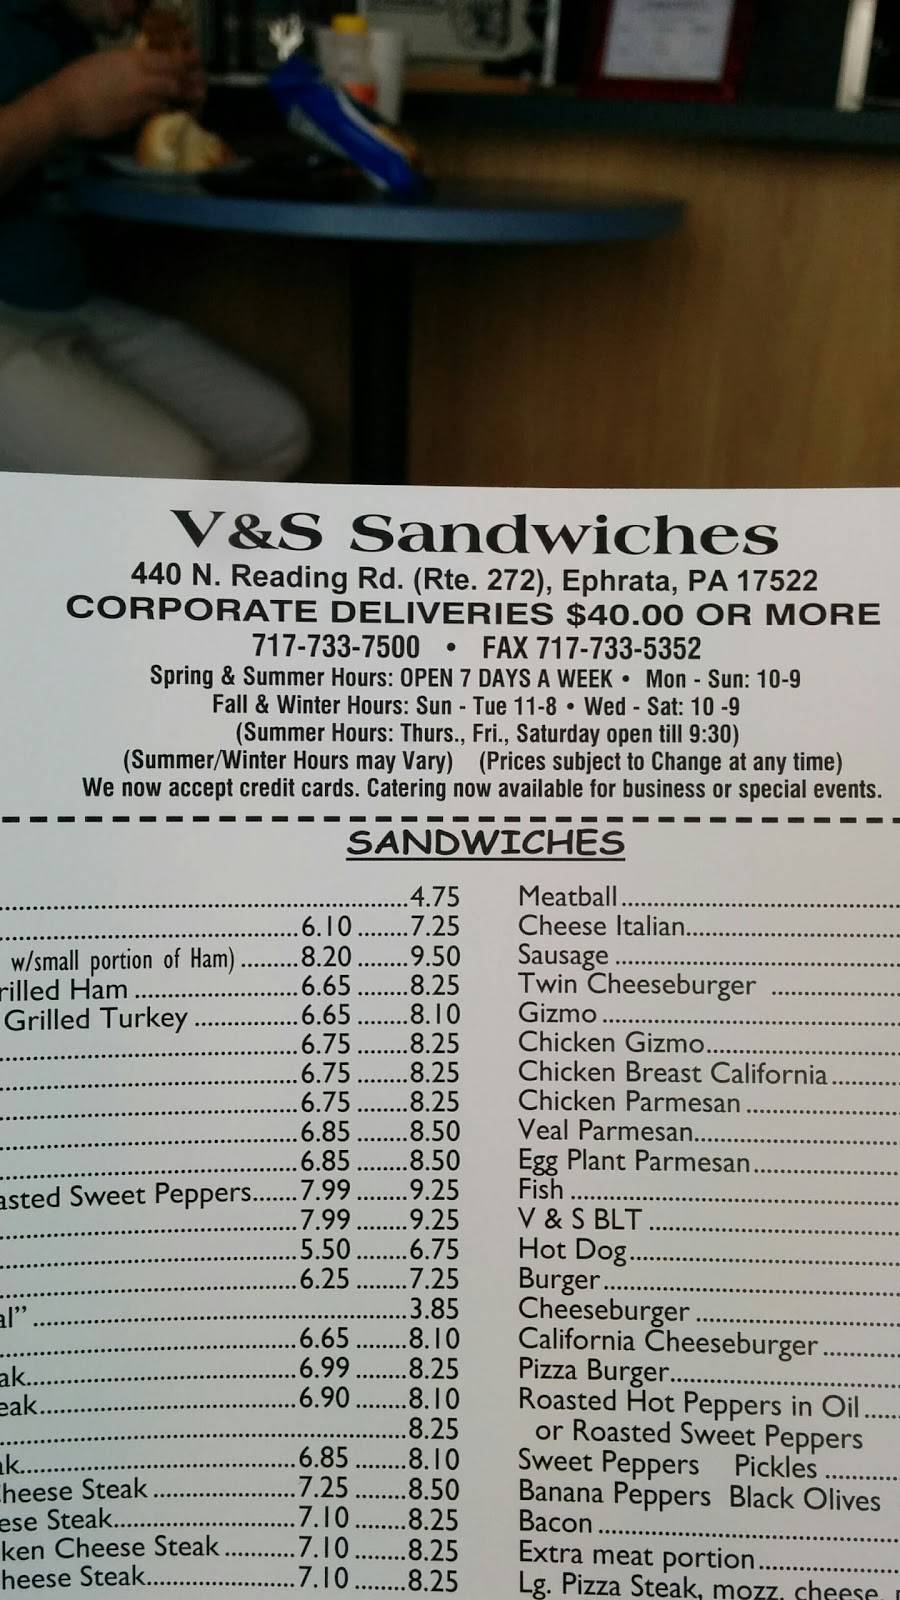 V&S Sandwiches
440 N. Reading Rd. (Rte. 272), Ephrata, PA 17522
CORPORATE DELIVERIES $40.00 OR MORE
717-733-7500 • FAX 717-733-5352
Spring & Summer Hours: OPEN 7 DAYS A WEEK • Mon - Sun: 10-9
Fall & Winter Hours: Sun - Tue 11-8 • Wed - Sat: 10 -9
(Summer Hours: Thurs., Fri., Saturday open till 9:30)
(Summer/Winter Hours may Vary) (Prices subject to Change at any time)
We now accept credit cards. Catering now available for business or special events.
SANDWICHES
4.75
6.10 ........7.25
w/small portion of Ham) .........8.20 ........9.50
rilled Ham ......................6.65 ........8.25
Grilled Turkey ................6.65 ........8.10
6.75 ........8.25
6.75 ........8.25
6.75 ........8.25
6.85 ........8.50
6.85 ........8.50
asted Sweet Peppers.......7.99 ........9.25
7.99 ........9.25
5.50 ........6.75
6.25 ........7.25
al” ........................3.85
6.65 ........8.10
ak........................6.99 ........8.25
eak.......................6.90 ........8.10
8.25
ak........................6.85 ........8.10
heese Steak ....................7.25 ........8.50
ese Steak.........................7.10 ........8.25
ken Cheese Steak ...........7.10 ........8.25
heese Steak.......................7.10 ........8.25
Meatball
Cheese Italian
Sausage
Twin Cheeseburger
Gizmo
Chicken Gizmo
Chicken Breast California
Chicken Parmesan
Veal Parmesan
Egg Plant Parmesan
Fish
V & S BLT
Hot Dog
Burger
Cheeseburger
California Cheeseburger
Pizza Burger
Roasted Hot Peppers in Oil
or Roasted Sweet Peppers
Sweet Peppers Pickles
Banana Peppers Black Olives
Bacon
Extra meat portion
Lg. Pizza Steak, mozz. cheese,